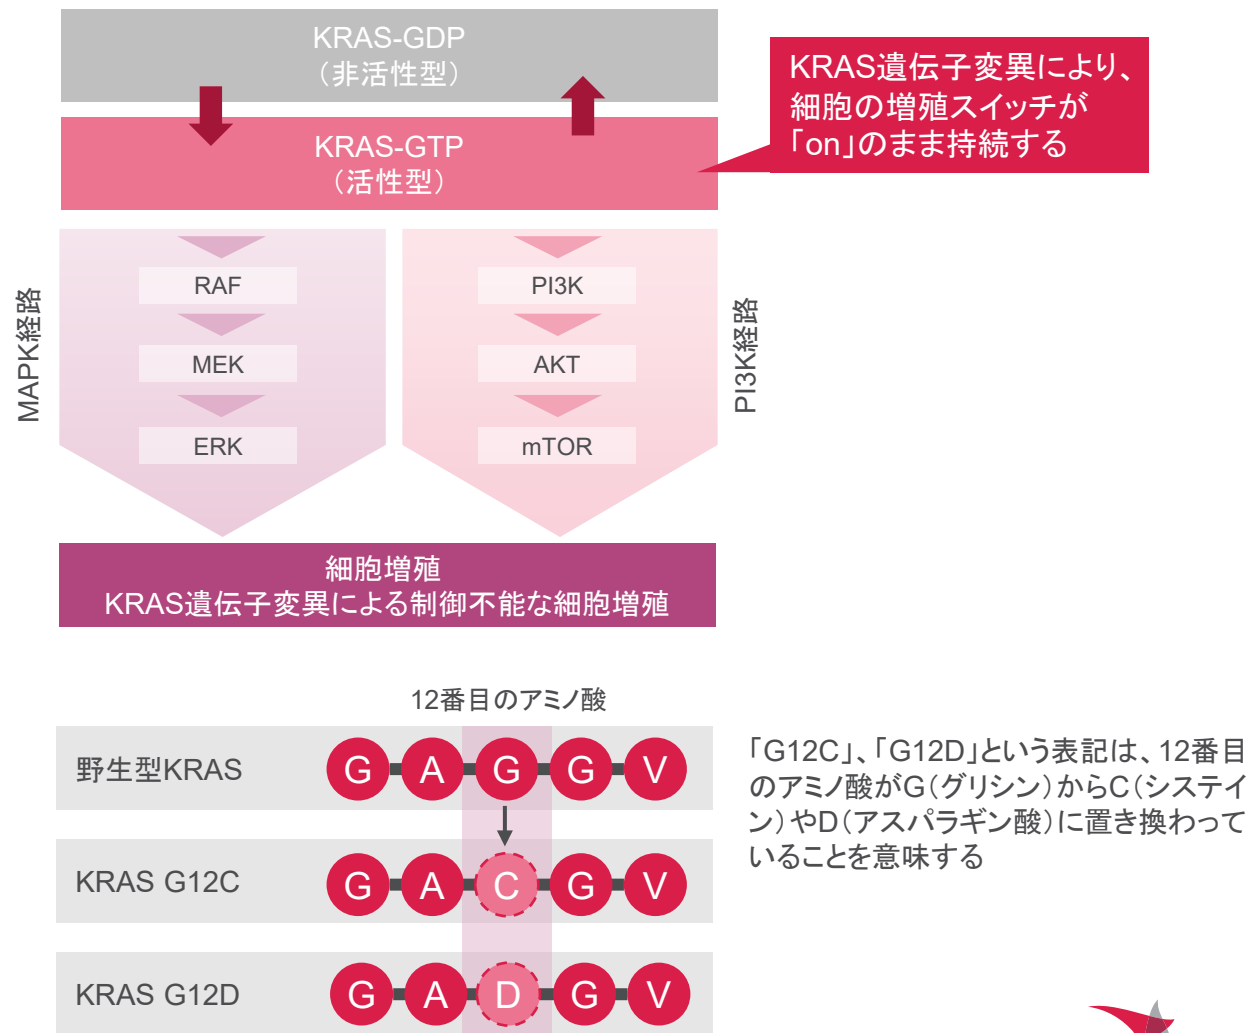 KRAS-GDP
（非活性型）
KRAS-GTP
（活性型）
KRAS遺伝子変異により、
細胞の増殖スイッチが
「on」のまま持続する
MAPK経路
RAF
MEK
ERK
PI3K
AKT
mTOR
PI3K経路
細胞増殖
KRAS遺伝子変異による制御不能な細胞増殖
12番目のアミノ酸
野生型KRAS
G A G G V
KRAS G12C
G A C G V
KRAS G12D
G A D G V
「G12C」、「G12D」という表記は、12番目
のアミノ酸がG（グリシン）からC（システイ
ン）やD（アスパラギン酸）に置き換わって
いることを意味する